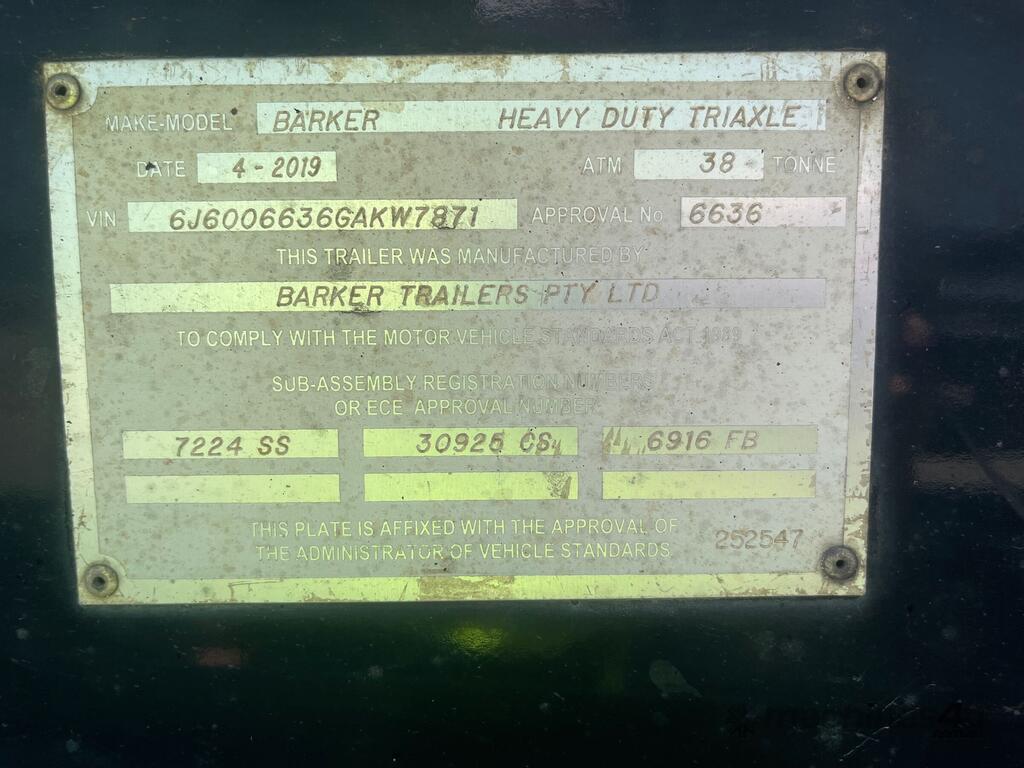 MAKE-MODEL BARKER HEAVY DUTY TRIAXLE
DATE 4-2019 ATM 38 TONNE
VIN 6J6006636GAKW7871 APPROVAL No 6636
THIS TRAILER WAS MANUFACTURED BY
BARKER TRAILERS PTY LTD
TO COMPLY WITH THE MOTOR VEHICLE STANDARDS ACT 1989
SUB-ASSEMBLY REGISTRATION NUMBERS
OR ECE APPROVAL NUMBER
7224 SS 30925 CS 6916 FB
THIS PLATE IS AFFIXED WITH THE APPROVAL OF
THE ADMINISTRATOR OF VEHICLE STANDARDS 252547